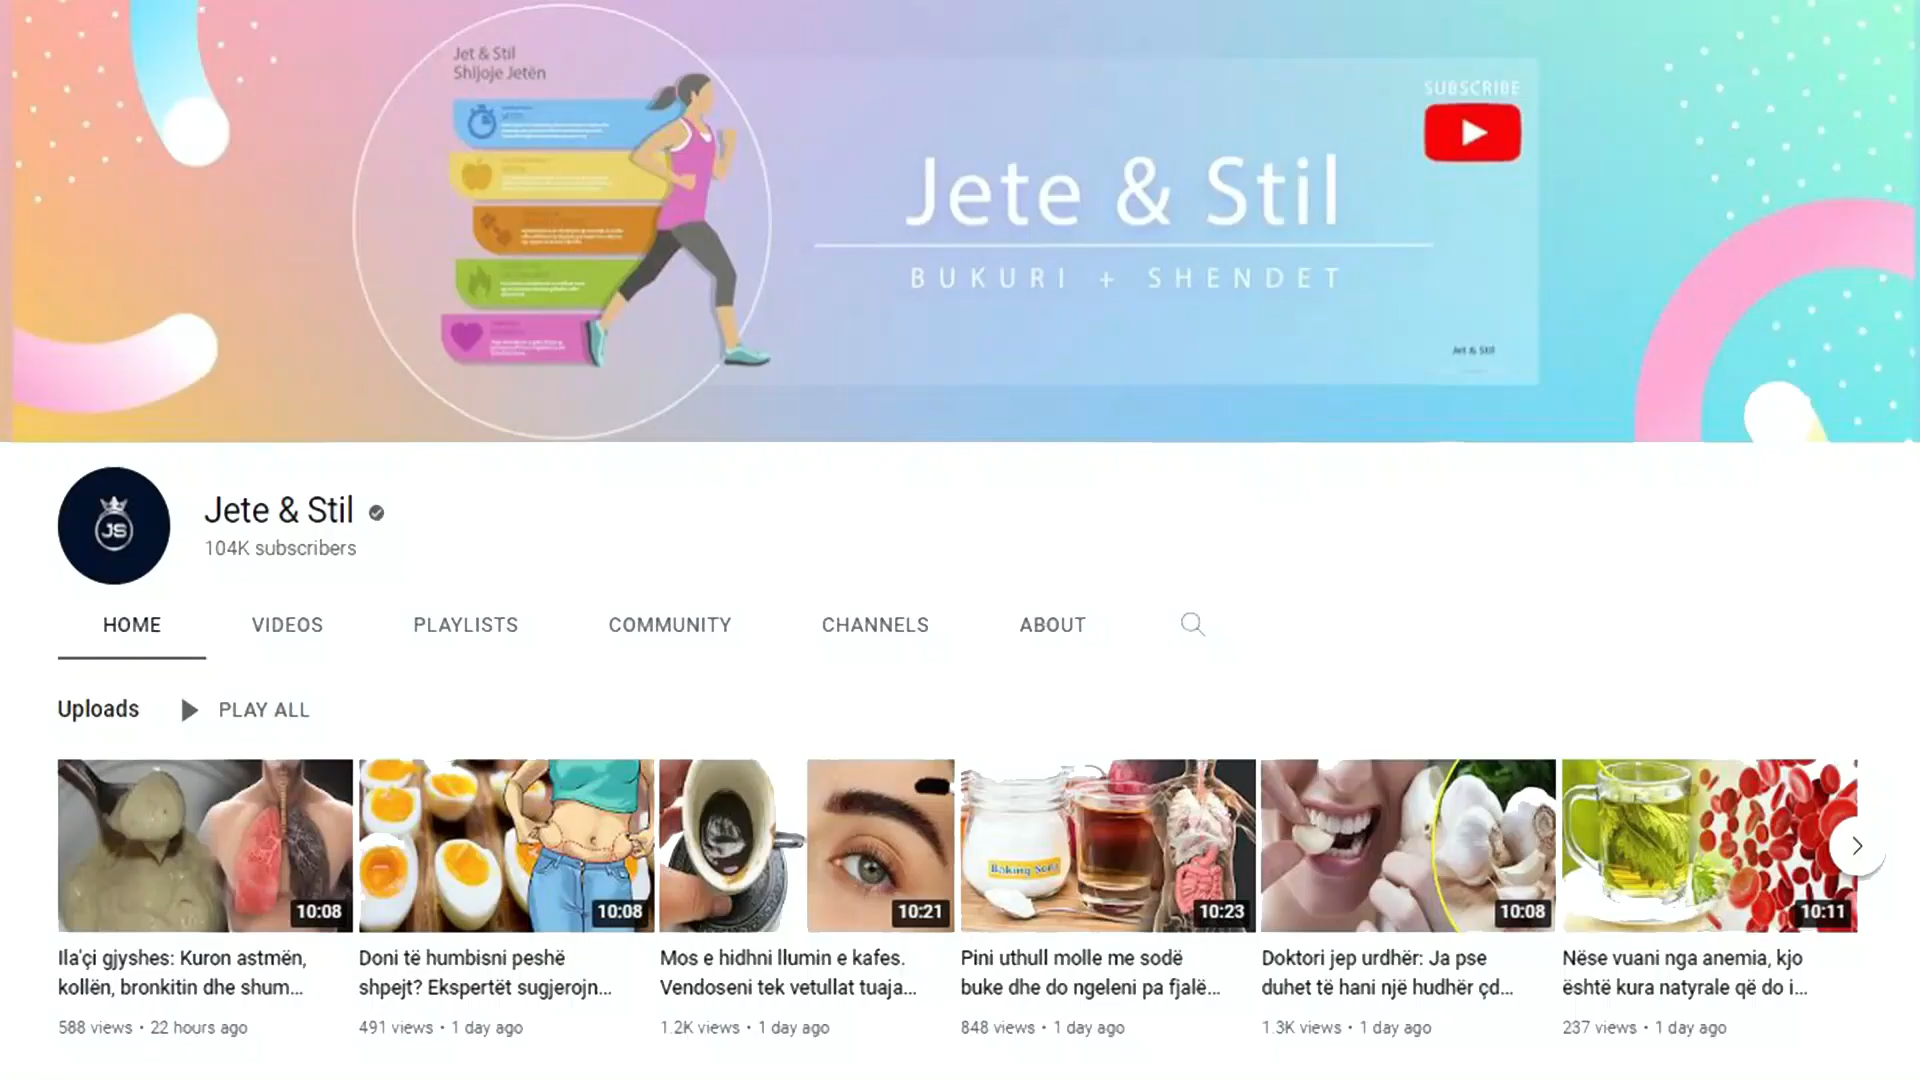 Jet & Stil
Shijoje Jetën
SUBSCRIBE
Jete & Stil
BUKURI + SHENDET
Jet & Stil
JS
Jete & Stil
104K subscribers
HOME VIDEOS PLAYLISTS COMMUNITY CHANNELS ABOUT
Uploads PLAY ALL
Baking Soda
10:08 10:08 10:21 10:23 10:08 10:11
Ila'çi gjyshes: Kuron astmën,
kollën, bronkitin dhe shum...
588 views • 22 hours ago
Doni të humbisni peshë
shpejt? Ekspertët sugjerojn...
491 views • 1 day ago
Mos e hidhni llumin e kafes.
Vendoseni tek vetullat tuaja...
1.2K views • 1 day ago
Pini uthull molle me sodë
buke dhe do ngeleni pa fjalë...
848 views • 1 day ago
Doktori jep urdhër: Ja pse
duhet të hani një hudhër çd...
1.3K views • 1 day ago
Nëse vuani nga anemia, kjo
është kura natyrale që do i...
237 views • 1 day ago